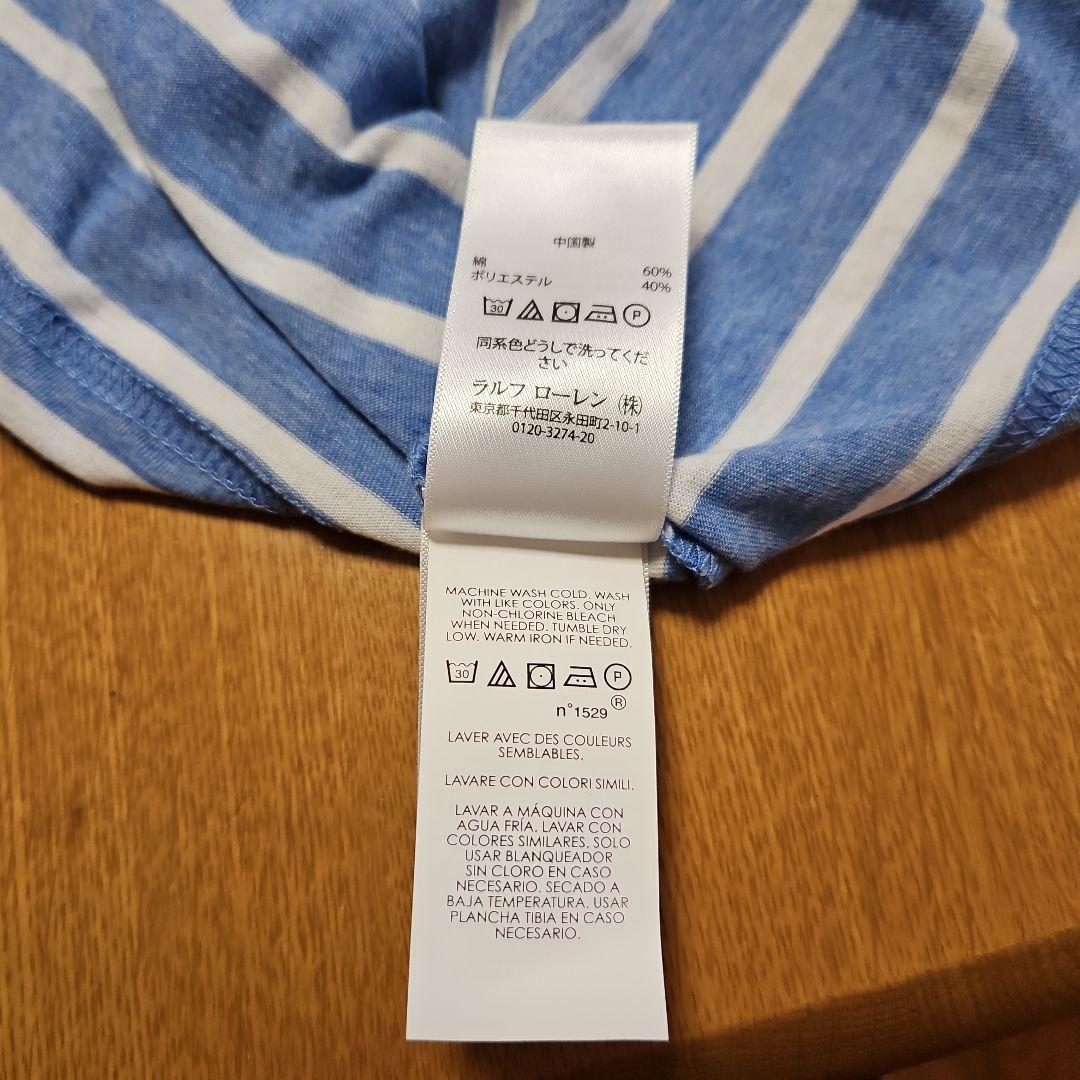 中国製
綿 60%
ポリエステル 40%
30 P
同系色どうしで洗ってくだ
さい
ラルフ ローレン (株)
東京都千代田区永田町2-10-1
0120-3274-20
MACHINE WASH COLD. WASH
WITH LIKE COLORS. ONLY
NON-CHLORINE BLEACH
WHEN NEEDED. TUMBLE DRY
LOW. WARM IRON IF NEEDED.
30 P
n°1529 ®
LAVER AVEC DES COULEURS
SEMBLABLES.
LAVARE CON COLORI SIMILI.
LAVAR A MÁQUINA CON
AGUA FRÍA. LAVAR CON
COLORES SIMILARES. SOLO
USAR BLANQUEADOR
SIN CLORO EN CASO
NECESARIO. SECADO A
BAJA TEMPERATURA. USAR
PLANCHA TIBIA EN CASO
NECESARIO.